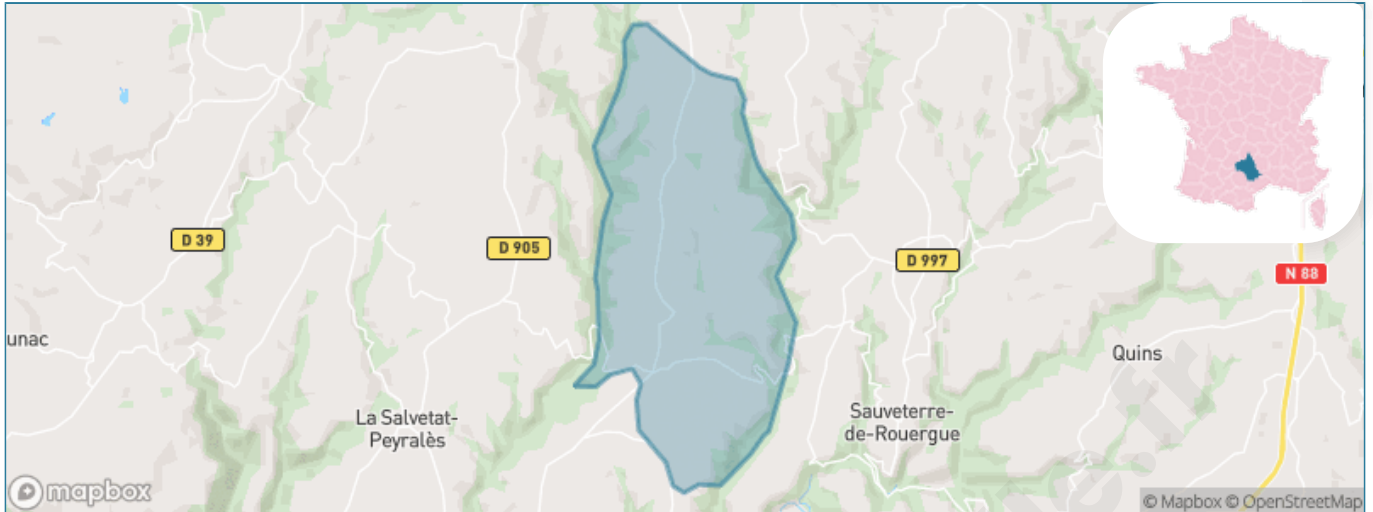 D 39
D 905
D 997
N 88
unac
Quins
La Salvetat-
Peyralès
Sauveterre-
de-Rouergue
mapbox
© Mapbox © OpenStreetMap